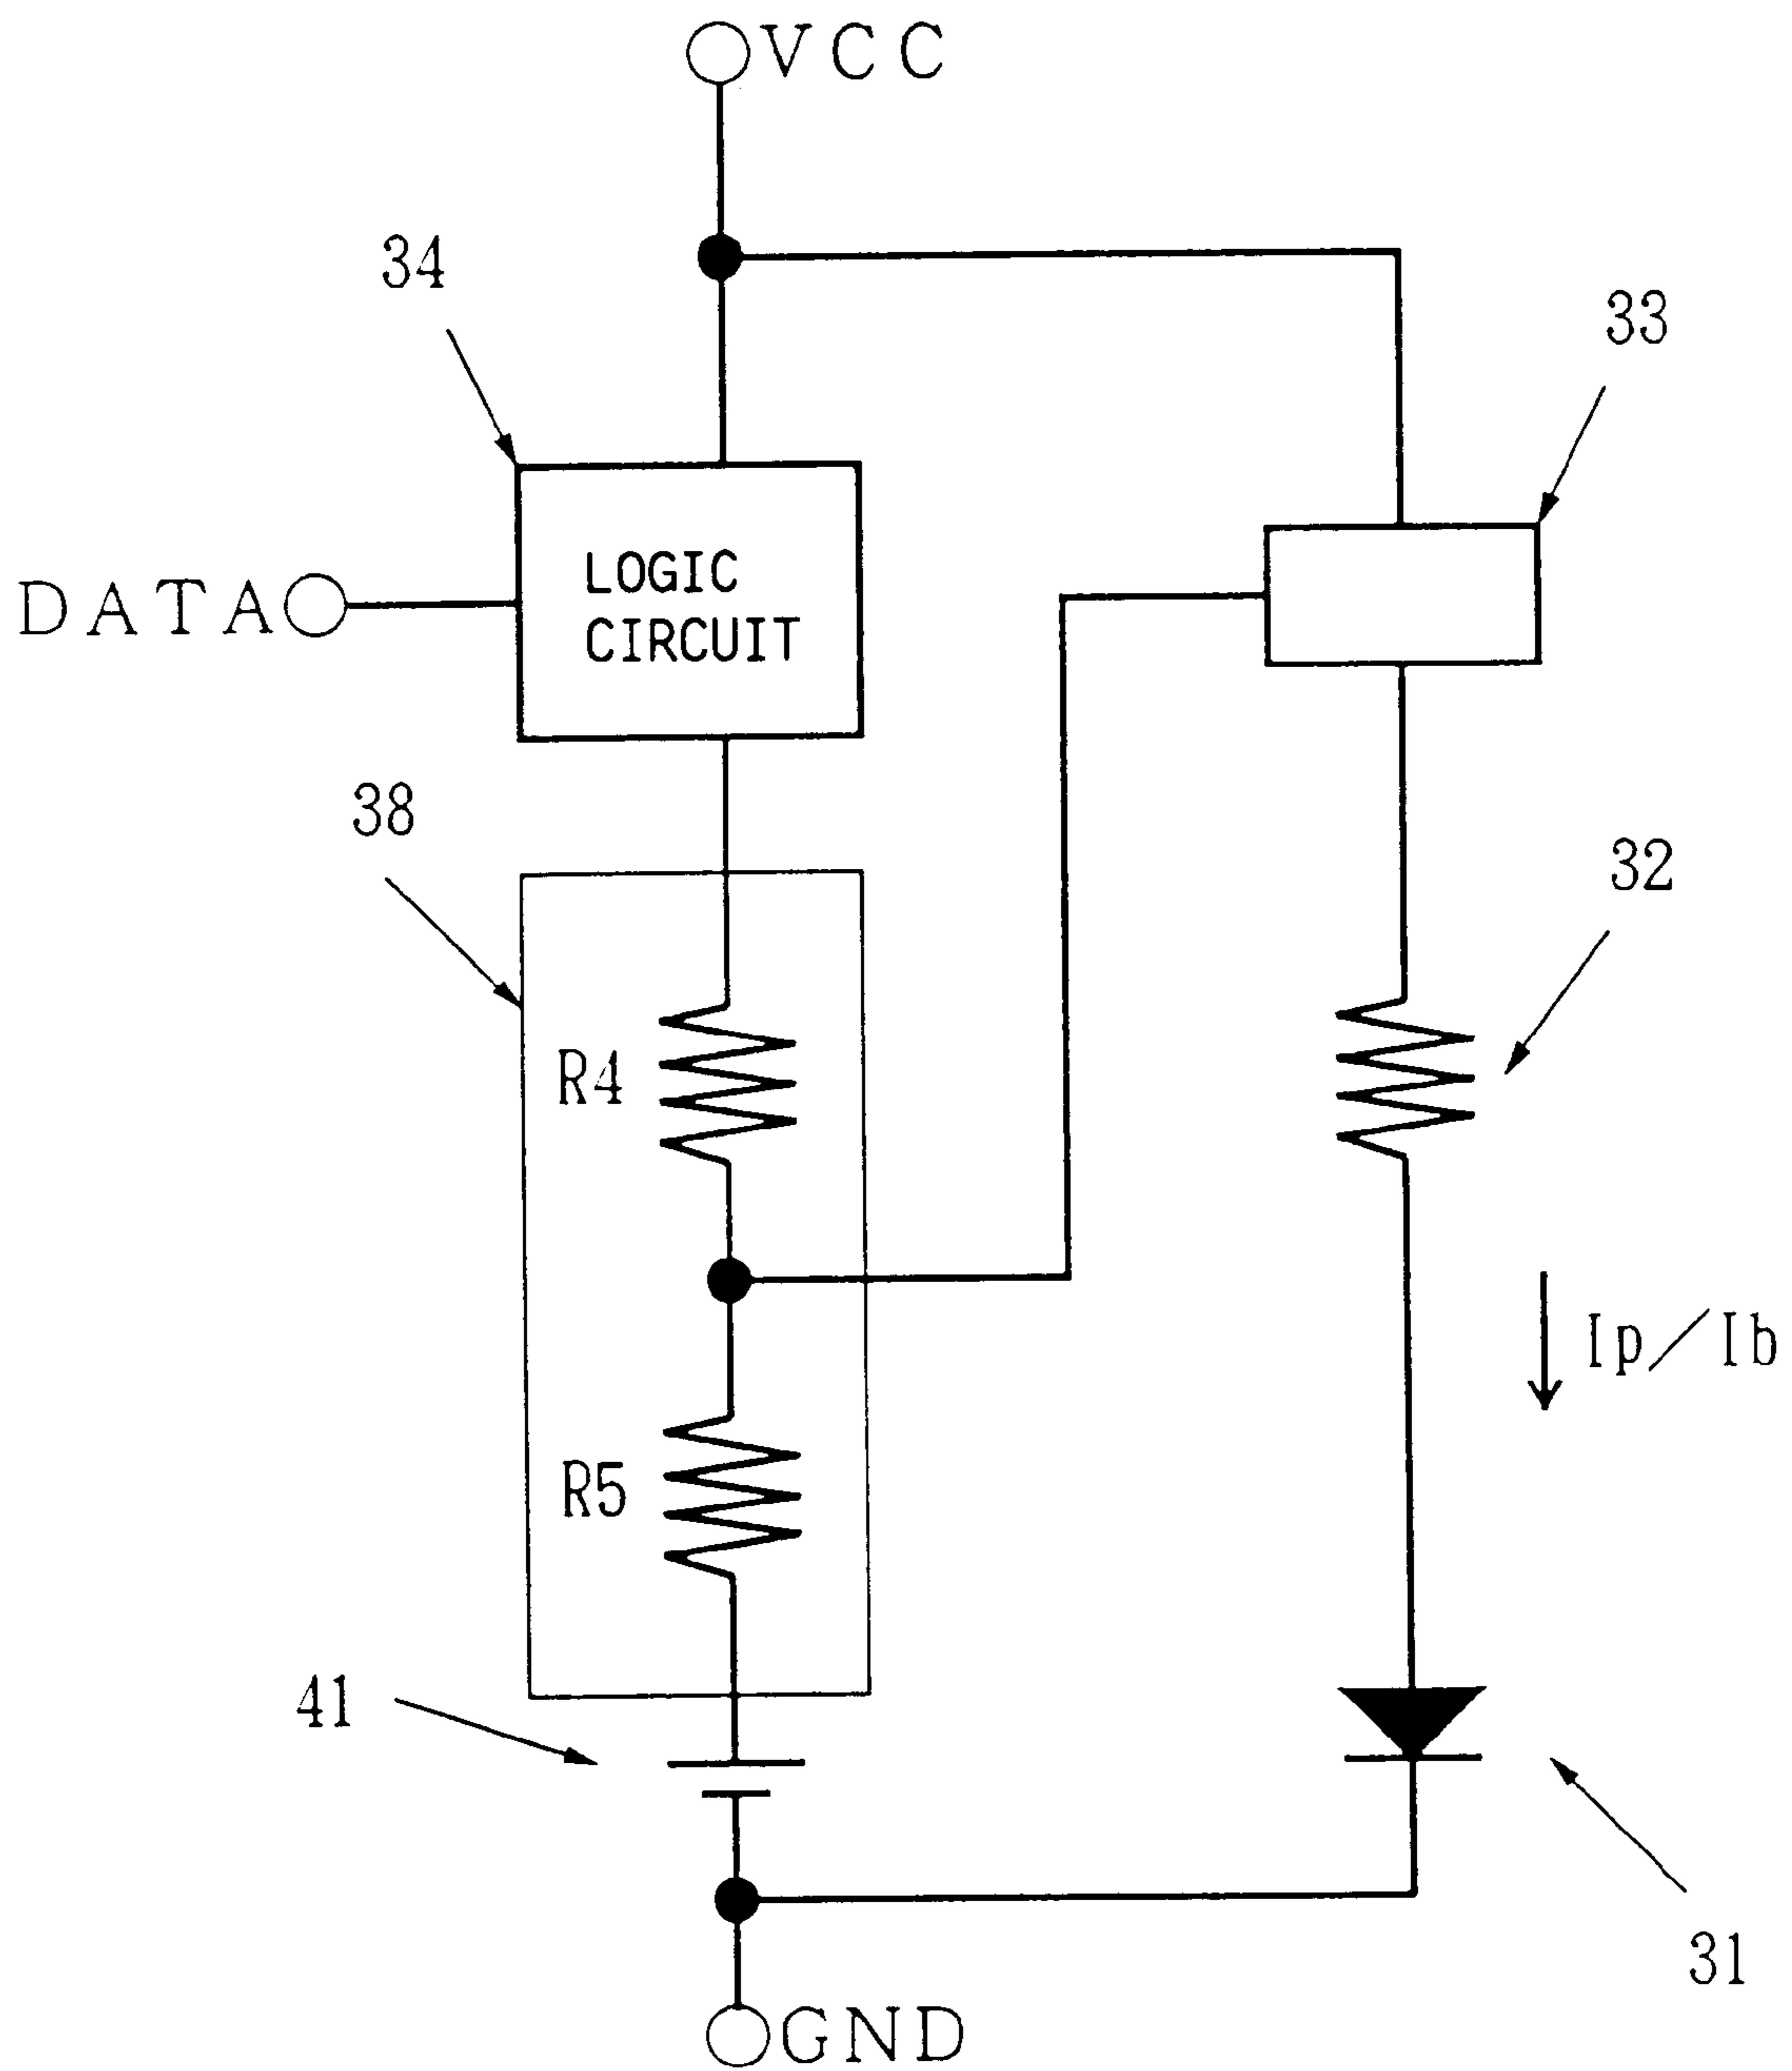 VCC
34
33
DATA
LOGIC
CIRCUIT
38
32
R4
Ip/Ib
R5
41
31
GND